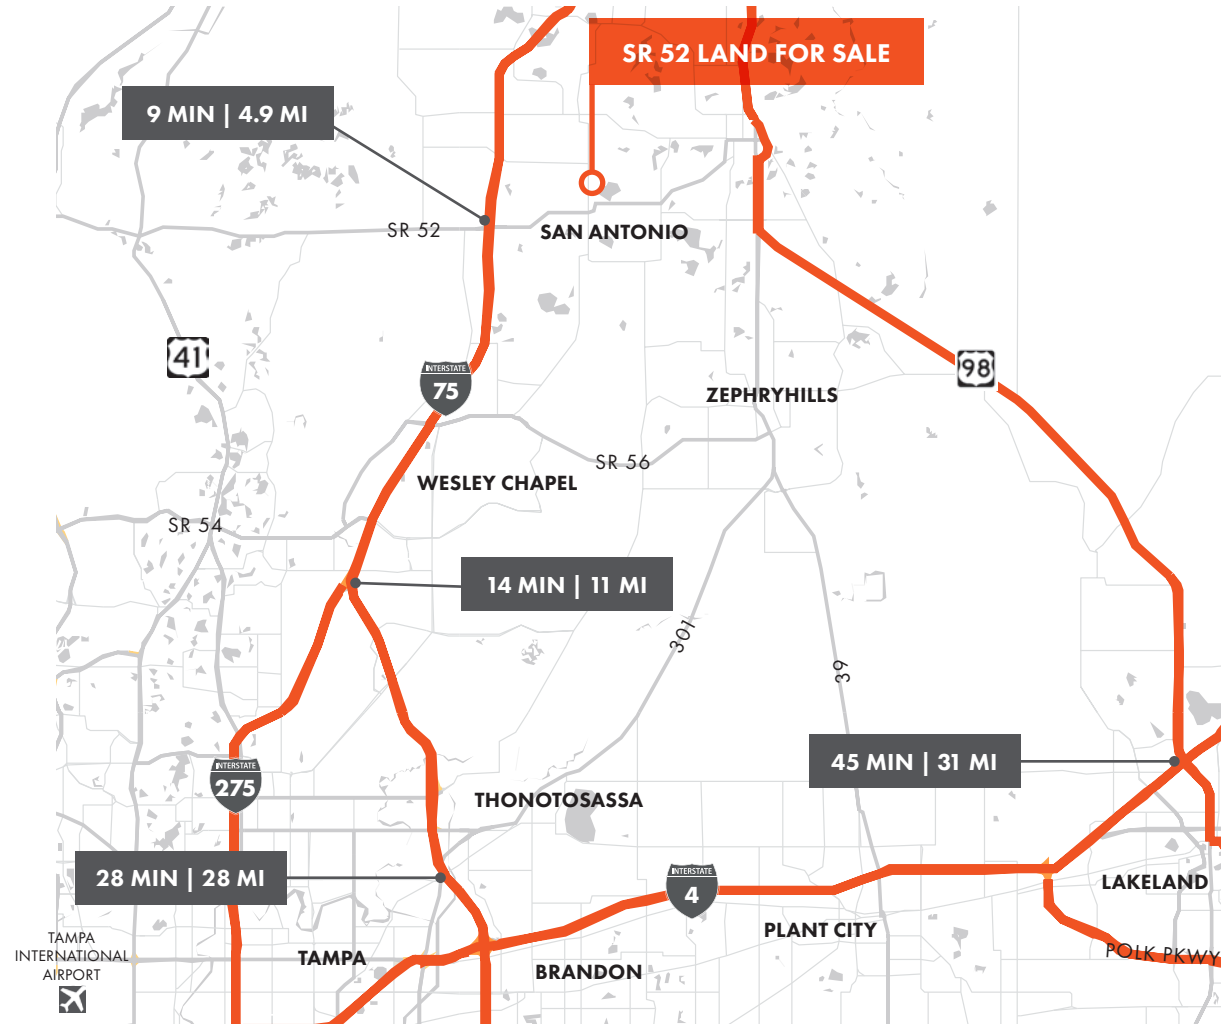 SR 52 LAND FOR SALE
9 MIN | 4.9 MI
SR 52
SAN ANTONIO
41
INTERSTATE
75
98
ZEPHRYHILLS
SR 56
WESLEY CHAPEL
SR 54
14 MIN | 11 MI
301
39
45 MIN | 31 MI
INTERSTATE
275
THONOTOSASSA
28 MIN | 28 MI
INTERSTATE
4
LAKELAND
PLANT CITY
TAMPA
INTERNATIONAL
AIRPORT
TAMPA
BRANDON
POLK PKWY